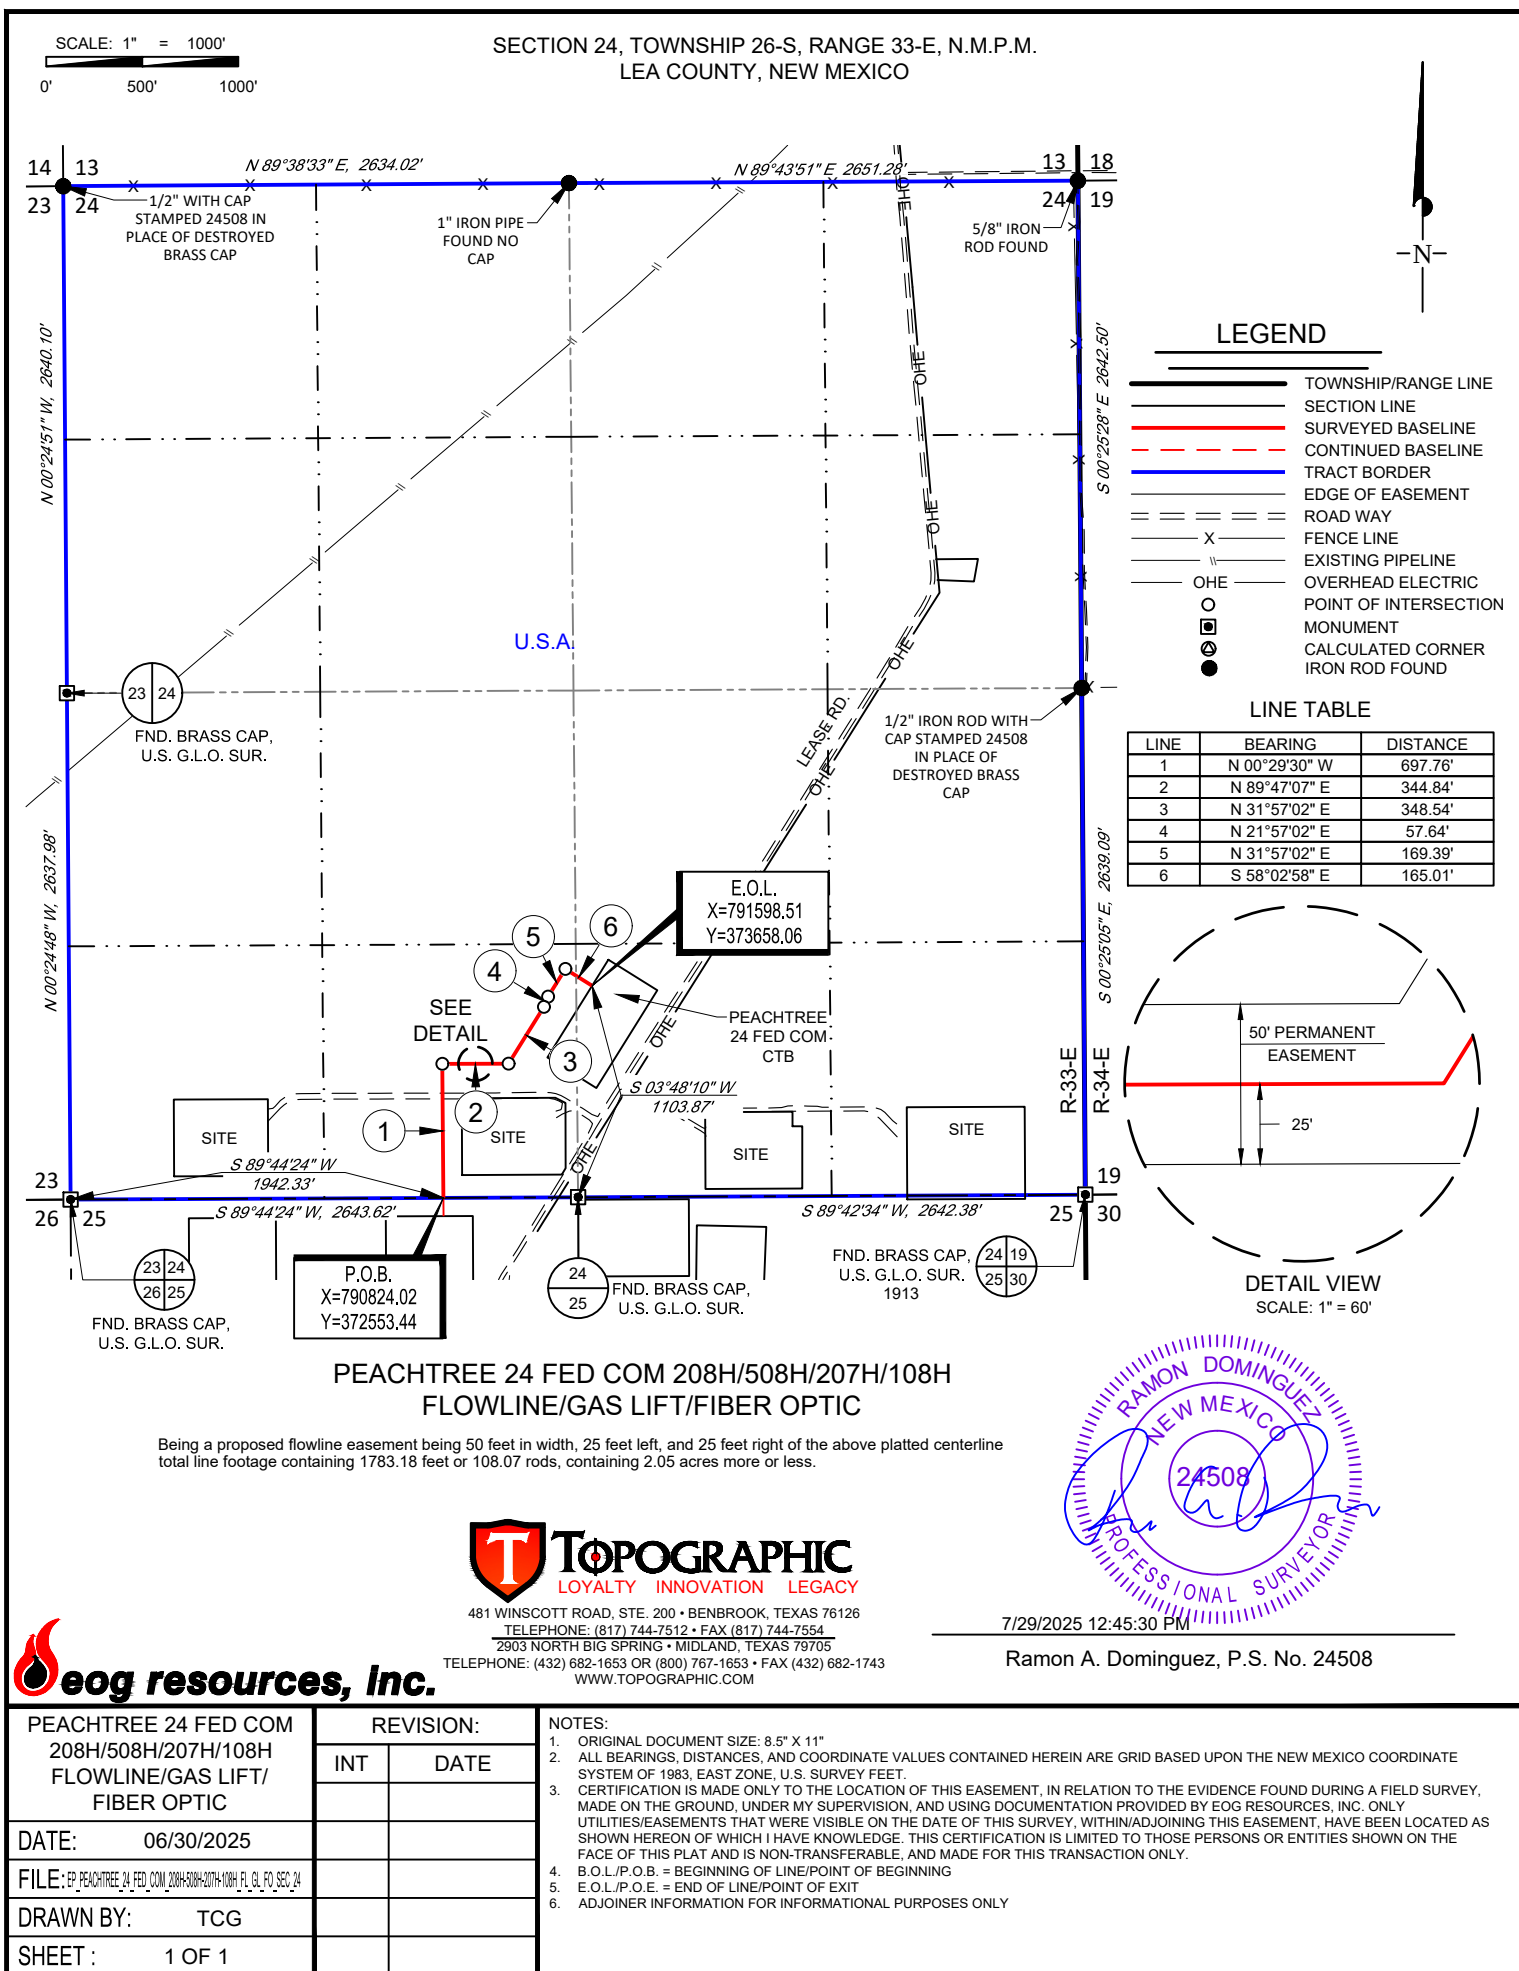 SCALE: 1" = 1000'
0' 500' 1000'
SECTION 24, TOWNSHIP 26-S, RANGE 33-E, N.M.P.M.
LEA COUNTY, NEW MEXICO
-N-
14 13
23 24
N 89°38'33" E, 2634.02'
N 89°43'51" E 2651.28'
13 18
24 19
1/2" WITH CAP
STAMPED 24508 IN
PLACE OF DESTROYED
BRASS CAP
1" IRON PIPE
FOUND NO
CAP
5/8" IRON
ROD FOUND
OHE
OHE
OHE
OHE
OHE
OHE
OHE
N 00°24'51" W, 2640.10'
S 00°25'28" E 2642.50'
LEGEND
TOWNSHIP/RANGE LINE
SECTION LINE
SURVEYED BASELINE
CONTINUED BASELINE
TRACT BORDER
EDGE OF EASEMENT
ROAD WAY
X FENCE LINE
EXISTING PIPELINE
OHE OVERHEAD ELECTRIC
POINT OF INTERSECTION
MONUMENT
CALCULATED CORNER
IRON ROD FOUND
U.S.A.
23 24
FND. BRASS CAP,
U.S. G.L.O. SUR.
LEASE RD.
1/2" IRON ROD WITH
CAP STAMPED 24508
IN PLACE OF
DESTROYED BRASS
CAP
LINE TABLE
LINE BEARING DISTANCE
1 N 00°29'30" W 697.76'
2 N 89°47'07" E 344.84'
3 N 31°57'02" E 348.54'
4 N 21°57'02" E 57.64'
5 N 31°57'02" E 169.39'
6 S 58°02'58" E 165.01'
N 00°24'48" W, 2637.98'
S 00°25'05" E, 2639.09'
E.O.L.
X=791598.51
Y=373658.06
5
6
4
SEE
DETAIL
3
2
1
PEACHTREE
24 FED COM
CTB
S 03°48'10" W
1103.87'
R-33-E
R-34-E
50' PERMANENT
EASEMENT
25'
SITE
SITE
SITE
SITE
S 89°44'24" W
1942.33'
23
26 25
S 89°44'24" W, 2643.62'
S 89°42'34" W, 2642.38'
19
25 30
23 24
26 25
FND. BRASS CAP,
U.S. G.L.O. SUR.
P.O.B.
X=790824.02
Y=372553.44
24
25
FND. BRASS CAP,
U.S. G.L.O. SUR.
FND. BRASS CAP,
U.S. G.L.O. SUR.
1913
24 19
25 30
DETAIL VIEW
SCALE: 1" = 60'
PEACHTREE 24 FED COM 208H/508H/207H/108H
FLOWLINE/GAS LIFT/FIBER OPTIC
Being a proposed flowline easement being 50 feet in width, 25 feet left, and 25 feet right of the above platted centerline
total line footage containing 1783.18 feet or 108.07 rods, containing 2.05 acres more or less.
RAMON DOMINGUEZ
NEW MEXICO
24508
PROFESSIONAL SURVEYOR
T TOPOGRAPHIC
LOYALTY INNOVATION LEGACY
481 WINSCOTT ROAD, STE. 200 • BENBROOK, TEXAS 76126
TELEPHONE: (817) 744-7512 • FAX (817) 744-7554
2903 NORTH BIG SPRING • MIDLAND, TEXAS 79705
TELEPHONE: (432) 682-1653 OR (800) 767-1653 • FAX (432) 682-1743
WWW.TOPOGRAPHIC.COM
7/29/2025 12:45:30 PM
Ramon A. Dominguez, P.S. No. 24508
eog resources, inc.
PEACHTREE 24 FED COM
208H/508H/207H/108H
FLOWLINE/GAS LIFT/
FIBER OPTIC
DATE: 06/30/2025
FILE: EP_PEACHTREE_24_FED_COM_208H-508H-207H-108H_FL_GL_FO_SEC_24
DRAWN BY: TCG
SHEET : 1 OF 1
REVISION:
INT DATE
NOTES:
1. ORIGINAL DOCUMENT SIZE: 8.5" X 11"
2. ALL BEARINGS, DISTANCES, AND COORDINATE VALUES CONTAINED HEREIN ARE GRID BASED UPON THE NEW MEXICO COORDINATE
SYSTEM OF 1983, EAST ZONE, U.S. SURVEY FEET.
3. CERTIFICATION IS MADE ONLY TO THE LOCATION OF THIS EASEMENT, IN RELATION TO THE EVIDENCE FOUND DURING A FIELD SURVEY,
MADE ON THE GROUND, UNDER MY SUPERVISION, AND USING DOCUMENTATION PROVIDED BY EOG RESOURCES, INC. ONLY
UTILITIES/EASEMENTS THAT WERE VISIBLE ON THE DATE OF THIS SURVEY, WITHIN/ADJOINING THIS EASEMENT, HAVE BEEN LOCATED AS
SHOWN HEREON OF WHICH I HAVE KNOWLEDGE. THIS CERTIFICATION IS LIMITED TO THOSE PERSONS OR ENTITIES SHOWN ON THE
FACE OF THIS PLAT AND IS NON-TRANSFERABLE, AND MADE FOR THIS TRANSACTION ONLY.
4. B.O.L./P.O.B. = BEGINNING OF LINE/POINT OF BEGINNING
5. E.O.L./P.O.E. = END OF LINE/POINT OF EXIT
6. ADJOINER INFORMATION FOR INFORMATIONAL PURPOSES ONLY